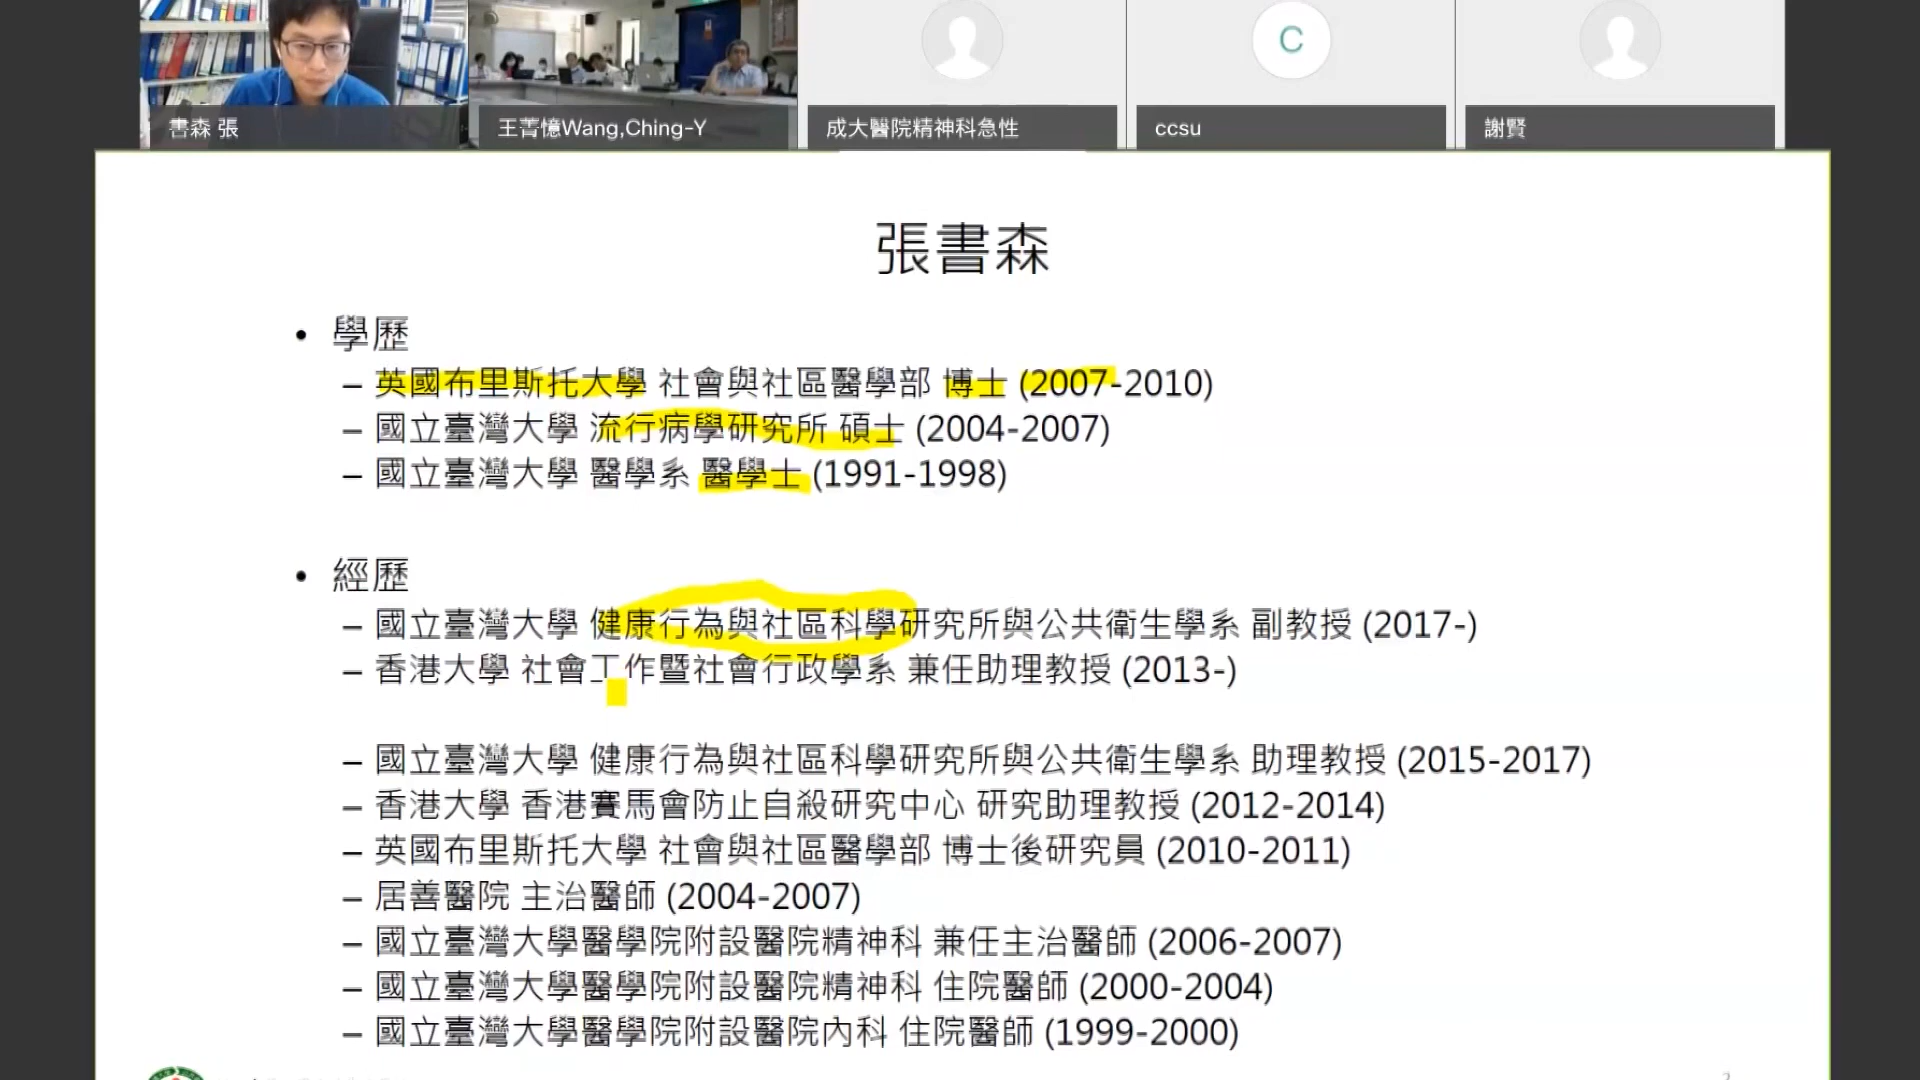 書森 張
王菁憶Wang,Ching-Y
成大醫院精神科急性
C
ccsu
謝賢
張書森
• 學歷
– 英國布里斯托大學 社會與社區醫學部 博士 (2007-2010)
– 國立臺灣大學 流行病學研究所 碩士 (2004-2007)
– 國立臺灣大學 醫學系 醫學士 (1991-1998)
• 經歷
– 國立臺灣大學 健康行為與社區科學研究所與公共衛生學系 副教授 (2017-)
– 香港大學 社會工作暨社會行政學系 兼任助理教授 (2013-)
– 國立臺灣大學 健康行為與社區科學研究所與公共衛生學系 助理教授 (2015-2017)
– 香港大學 香港賽馬會防止自殺研究中心 研究助理教授 (2012-2014)
– 英國布里斯托大學 社會與社區醫學部 博士後研究員 (2010-2011)
– 居善醫院 主治醫師 (2004-2007)
– 國立臺灣大學醫學院附設醫院精神科 兼任主治醫師 (2006-2007)
– 國立臺灣大學醫學院附設醫院精神科 住院醫師 (2000-2004)
– 國立臺灣大學醫學院附設醫院內科 住院醫師 (1999-2000)